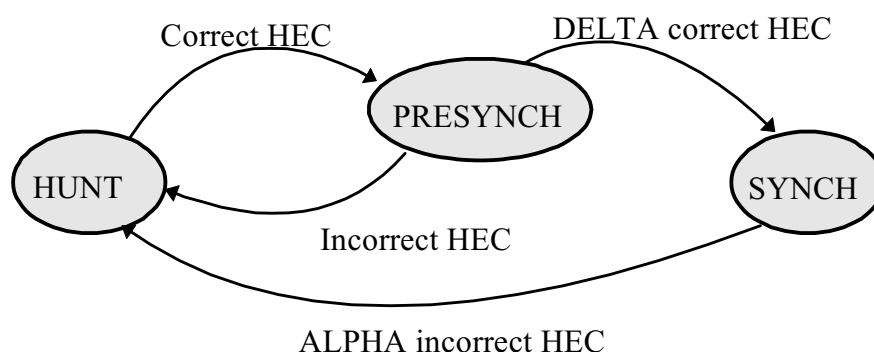 DELTA correct HEC
Correct HEC
PRESYNCH
HUNT
SYNCH
Incorrect HEC
ALPHA incorrect HEC